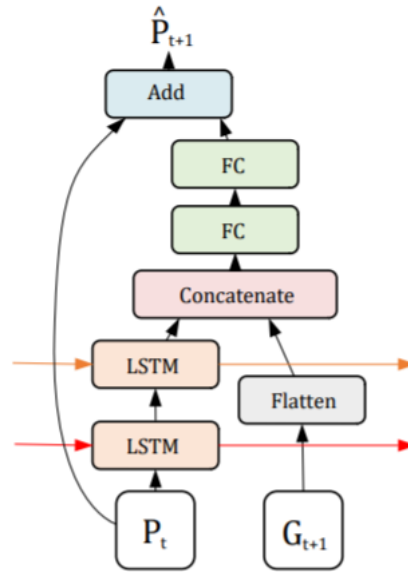 P̂ₜ₊₁
Add
FC
FC
Concatenate
LSTM
Flatten
LSTM
Pₜ
Gₜ₊₁